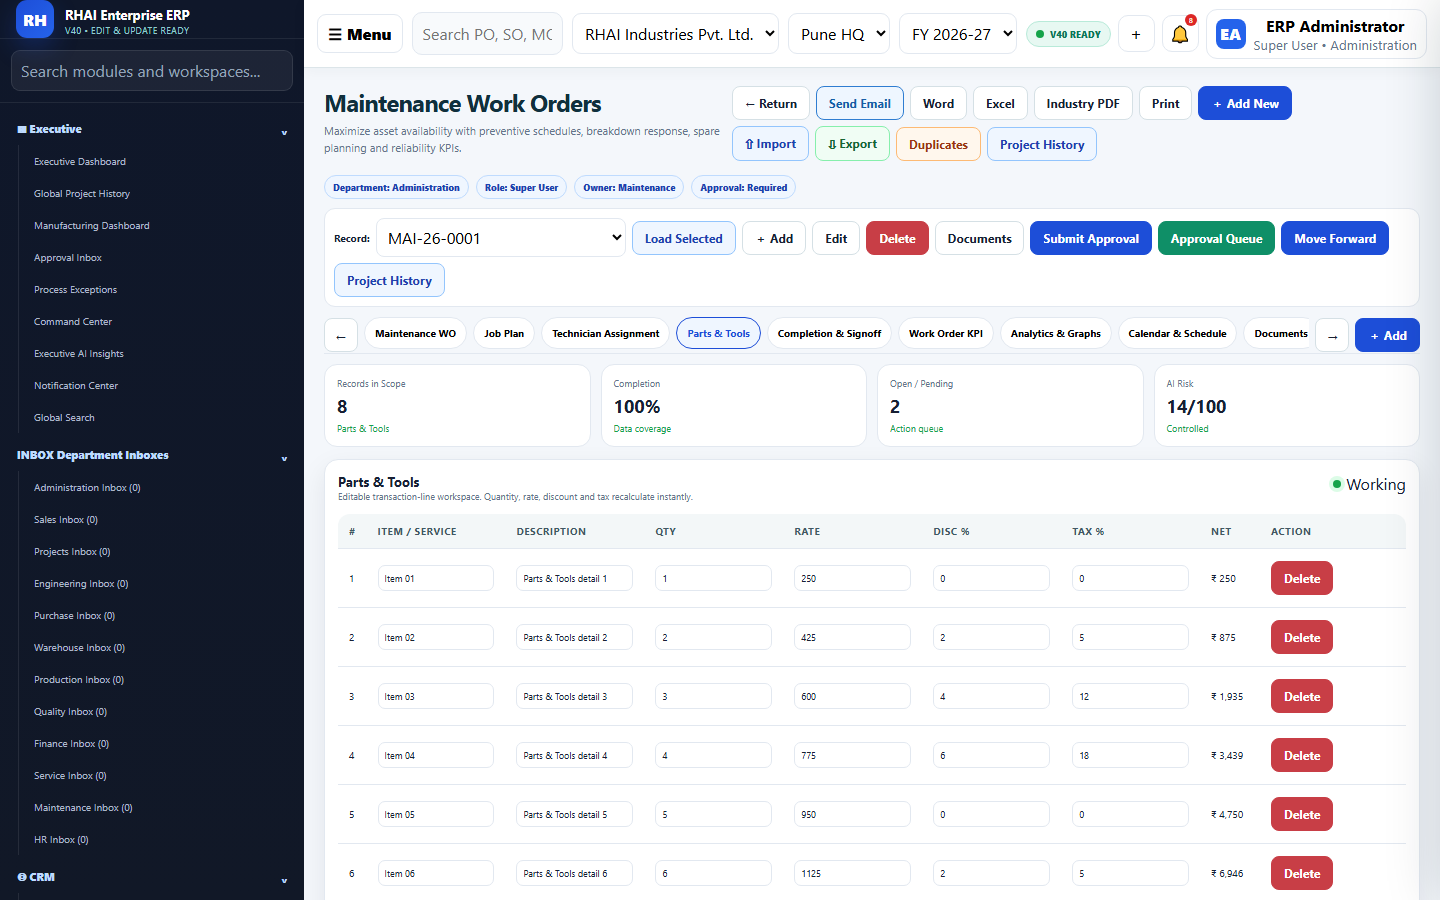 RH
RHAI Enterprise ERP
V40 • EDIT & UPDATE READY
Search modules and workspaces...
Executive
Executive Dashboard
Global Project History
Manufacturing Dashboard
Approval Inbox
Process Exceptions
Command Center
Executive AI Insights
Notification Center
Global Search
INBOX Department Inboxes
Administration Inbox (0)
Sales Inbox (0)
Projects Inbox (0)
Engineering Inbox (0)
Purchase Inbox (0)
Warehouse Inbox (0)
Production Inbox (0)
Quality Inbox (0)
Finance Inbox (0)
Service Inbox (0)
Maintenance Inbox (0)
HR Inbox (0)
CRM
☰ Menu
Search PO, SO, MO
RHAI Industries Pvt. Ltd.
Pune HQ
FY 2026-27
V40 READY
+
8
EA
ERP Administrator
Super User • Administration
Maintenance Work Orders
Maximize asset availability with preventive schedules, breakdown response, spare planning and reliability KPIs.
← Return
Send Email
Word
Excel
Industry PDF
Print
+ Add New
⇧ Import
⇩ Export
Duplicates
Project History
Department: Administration
Role: Super User
Owner: Maintenance
Approval: Required
Record:
MAI-26-0001
Load Selected
+ Add
Edit
Delete
Documents
Submit Approval
Approval Queue
Move Forward
Project History
←
Maintenance WO
Job Plan
Technician Assignment
Parts & Tools
Completion & Signoff
Work Order KPI
Analytics & Graphs
Calendar & Schedule
Documents
→
+ Add
Records in Scope
8
Parts & Tools
Completion
100%
Data coverage
Open / Pending
2
Action queue
AI Risk
14/100
Controlled
Parts & Tools
Editable transaction-line workspace. Quantity, rate, discount and tax recalculate instantly.
Working
# ITEM / SERVICE DESCRIPTION QTY RATE DISC % TAX % NET ACTION
1 Item 01 Parts & Tools detail 1 1 250 0 0 ₹ 250 Delete
2 Item 02 Parts & Tools detail 2 2 425 2 5 ₹ 875 Delete
3 Item 03 Parts & Tools detail 3 3 600 4 12 ₹ 1,935 Delete
4 Item 04 Parts & Tools detail 4 4 775 6 18 ₹ 3,439 Delete
5 Item 05 Parts & Tools detail 5 5 950 0 0 ₹ 4,750 Delete
6 Item 06 Parts & Tools detail 6 6 1125 2 5 ₹ 6,946 Delete